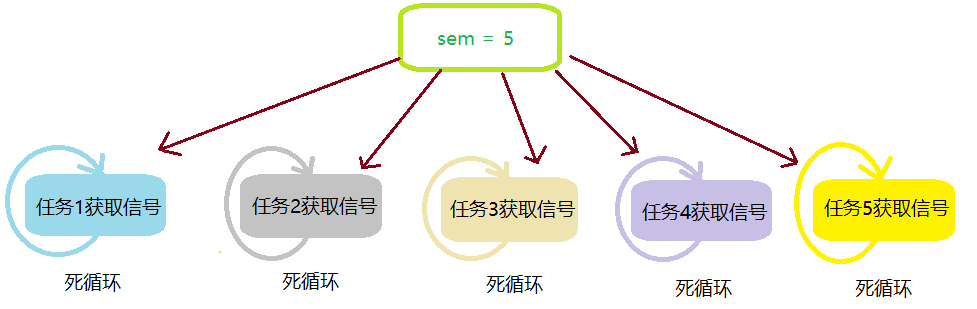 sem = 5
任务1获取信号
任务2获取信号
任务3获取信号
任务4获取信号
任务5获取信号
死循环
死循环
死循环
死循环
死循环